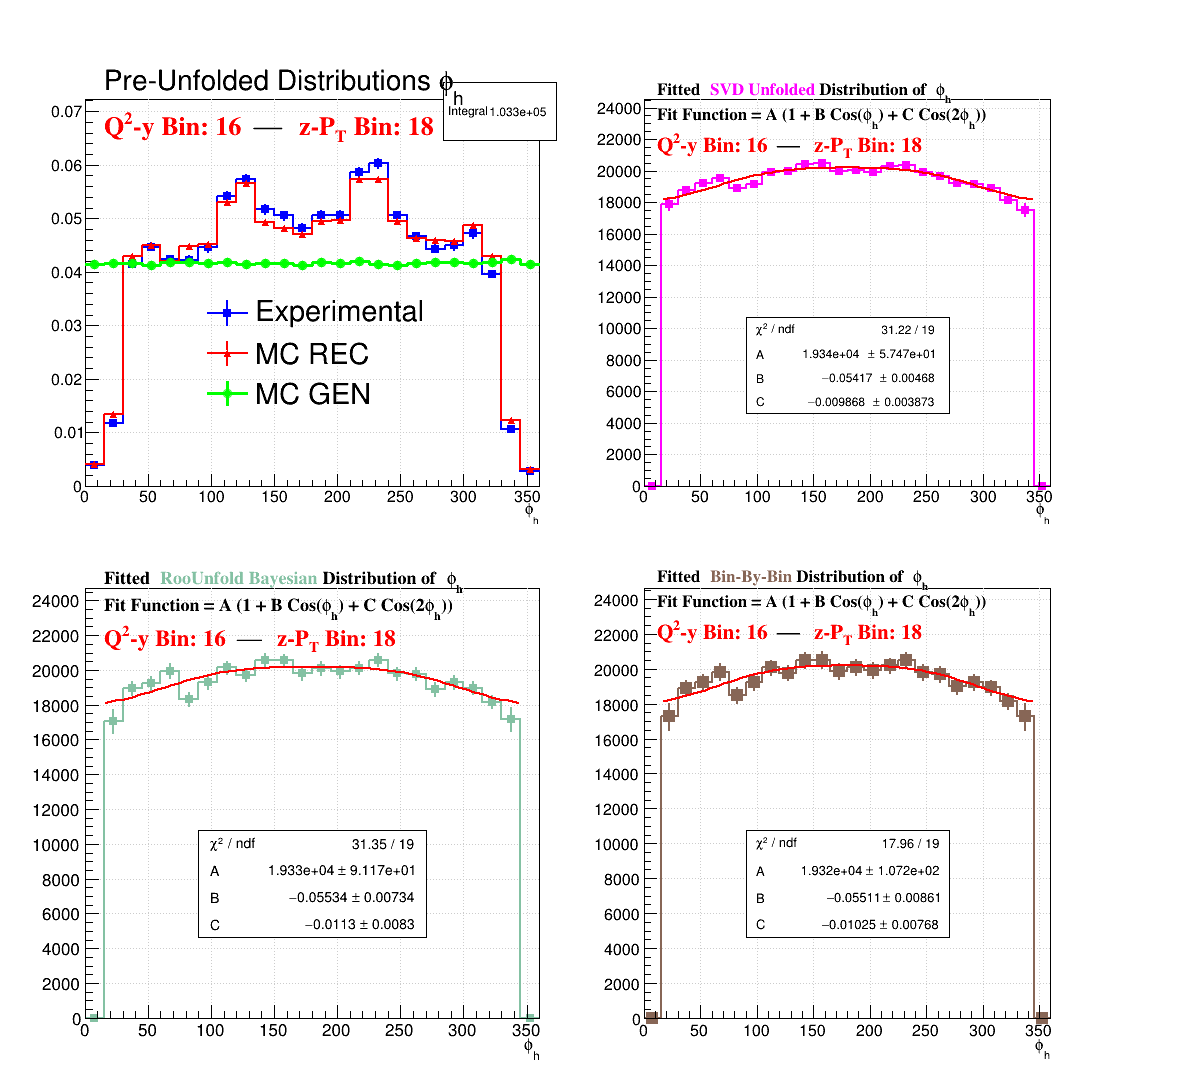 Pre-Unfolded Distributions ϕh
Integral 1.033e+05
Q²-y Bin: 16 — z-PT Bin: 18
0.07
0.06
0.05
0.04
0.03
0.02
0.01
0
Experimental
MC REC
MC GEN
0 50 100 150 200 250 300 350
ϕh
Fitted SVD Unfolded Distribution of ϕh
Fit Function = A (1 + B Cos(ϕh) + C Cos(2ϕh))
Q²-y Bin: 16 — z-PT Bin: 18
24000
22000
20000
18000
16000
14000
12000
10000
8000
6000
4000
2000
0
χ² / ndf 31.22 / 19
A 1.934e+04 ± 5.747e+01
B −0.05417 ± 0.00468
C −0.009868 ± 0.003873
0 50 100 150 200 250 300 350
ϕh
Fitted RooUnfold Bayesian Distribution of ϕh
Fit Function = A (1 + B Cos(ϕh) + C Cos(2ϕh))
Q²-y Bin: 16 — z-PT Bin: 18
24000
22000
20000
18000
16000
14000
12000
10000
8000
6000
4000
2000
0
χ² / ndf 31.35 / 19
A 1.933e+04 ± 9.117e+01
B −0.05534 ± 0.00734
C −0.0113 ± 0.0083
0 50 100 150 200 250 300 350
ϕh
Fitted Bin-By-Bin Distribution of ϕh
Fit Function = A (1 + B Cos(ϕh) + C Cos(2ϕh))
Q²-y Bin: 16 — z-PT Bin: 18
24000
22000
20000
18000
16000
14000
12000
10000
8000
6000
4000
2000
0
χ² / ndf 17.96 / 19
A 1.932e+04 ± 1.072e+02
B −0.05511 ± 0.00861
C −0.01025 ± 0.00768
0 50 100 150 200 250 300 350
ϕh